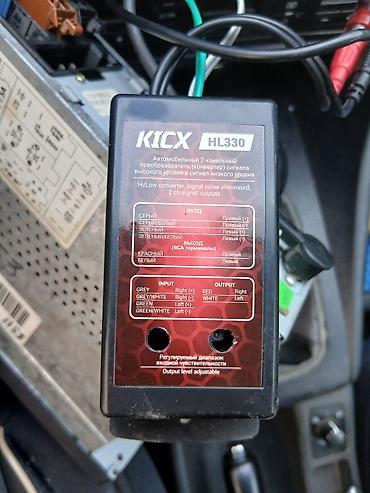 KICX HL330
Автомобильный 2-канальный
преобразователь (конвертер) сигнала
высокого уровня в сигнал низкого уровня
Hi/Low converter, signal noise eliminased,
2 ch signal outputs
ВХОД
СЕРЫЙ Правый (+)
СЕРЫЙ/БЕЛЫЙ Правый (-)
ЗЕЛЕНЫЙ Левый (+)
ЗЕЛЕНЫЙ/БЕЛЫЙ Левый (-)
ВЫХОД
(RCA терминалы)
КРАСНЫЙ Правый
БЕЛЫЙ Левый
INPUT OUTPUT
GREY Right (+) RED Right
GREY/WHITE Right (-) WHITE Left
GREEN Left (+)
GREEN/WHITE Left (-)
Регулируемый диапазон
входной чувствительности
Output level adjustable